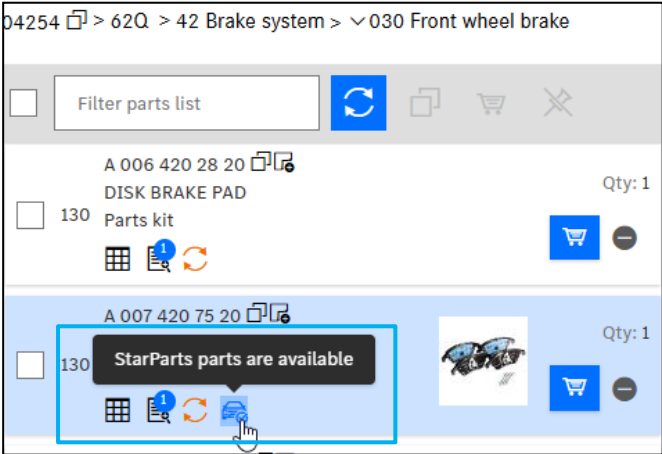 04254 > 62Q > 42 Brake system > 030 Front wheel brake
Filter parts list
A 006 420 28 20
DISK BRAKE PAD
Qty: 1
130 Parts kit
1
A 007 420 75 20
Qty: 1
130 StarParts parts are available
1